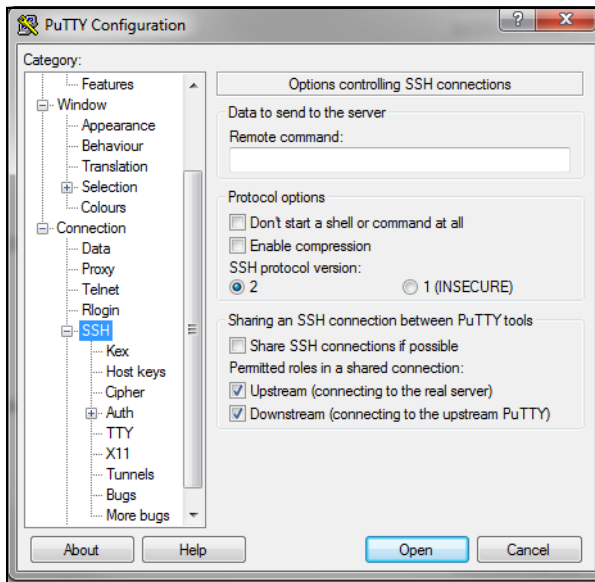 PuTTY Configuration
Category:
Features
Window
Appearance
Behaviour
Translation
Selection
Colours
Connection
Data
Proxy
Telnet
Rlogin
SSH
Kex
Host keys
Cipher
Auth
TTY
X11
Tunnels
Bugs
More bugs
Options controlling SSH connections
Data to send to the server
Remote command:
Protocol options
Don't start a shell or command at all
Enable compression
SSH protocol version:
2 1 (INSECURE)
Sharing an SSH connection between PuTTY tools
Share SSH connections if possible
Permitted roles in a shared connection:
Upstream (connecting to the real server)
Downstream (connecting to the upstream PuTTY)
About Help Open Cancel